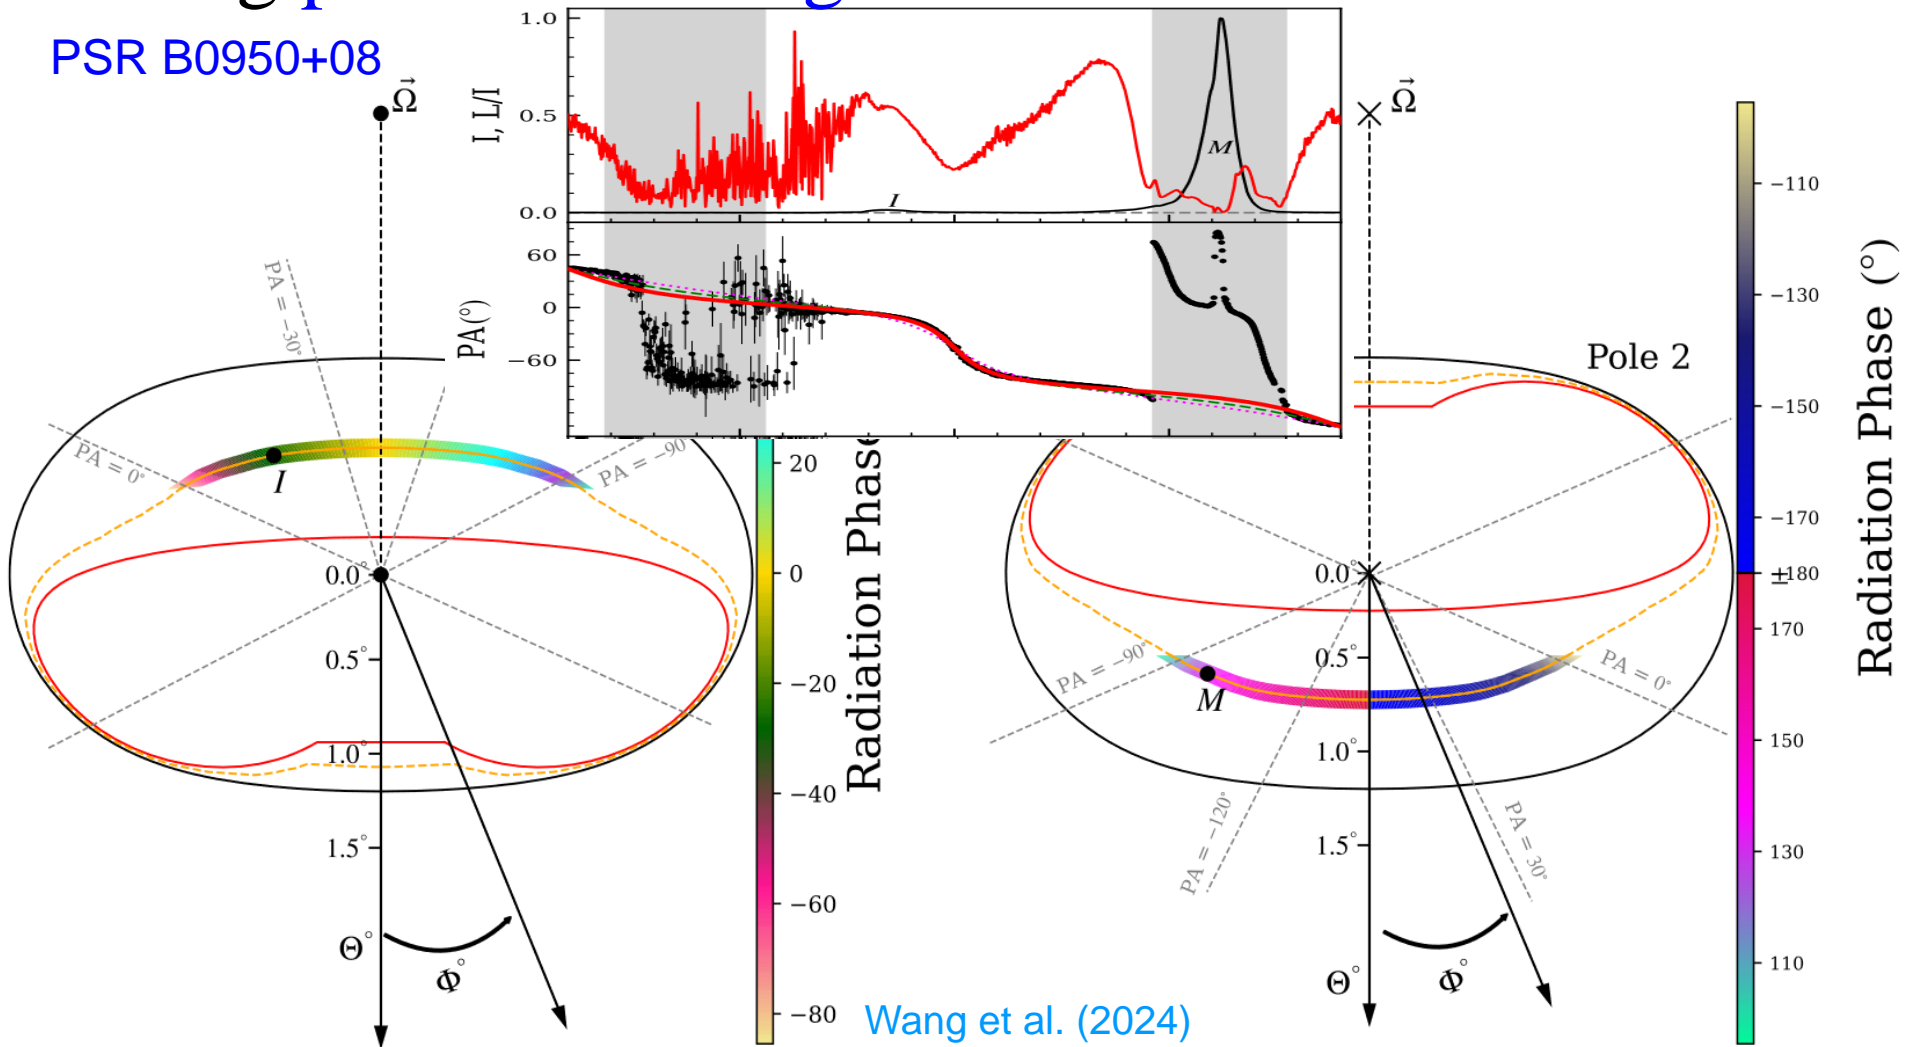 PSR B0950+08
Ω
I, L/I
1.0
0.5
0.0
I
M
PA(°)
60
0
−60
Ω
PA = −30°
PA = 0°
PA = −90
I
0.0°
0.5°
1.0°
1.5°
Θ°
Φ°
20
0
−20
−40
−60
−80
Radiation Phase
Pole 2
PA = −90°
PA = 0°
M
PA = −120°
PA = 30°
0.0°
0.5°
1.0°
1.5°
Θ°
Φ°
−110
−130
−150
−170
±180
170
150
130
110
Radiation Phase (°)
Wang et al. (2024)